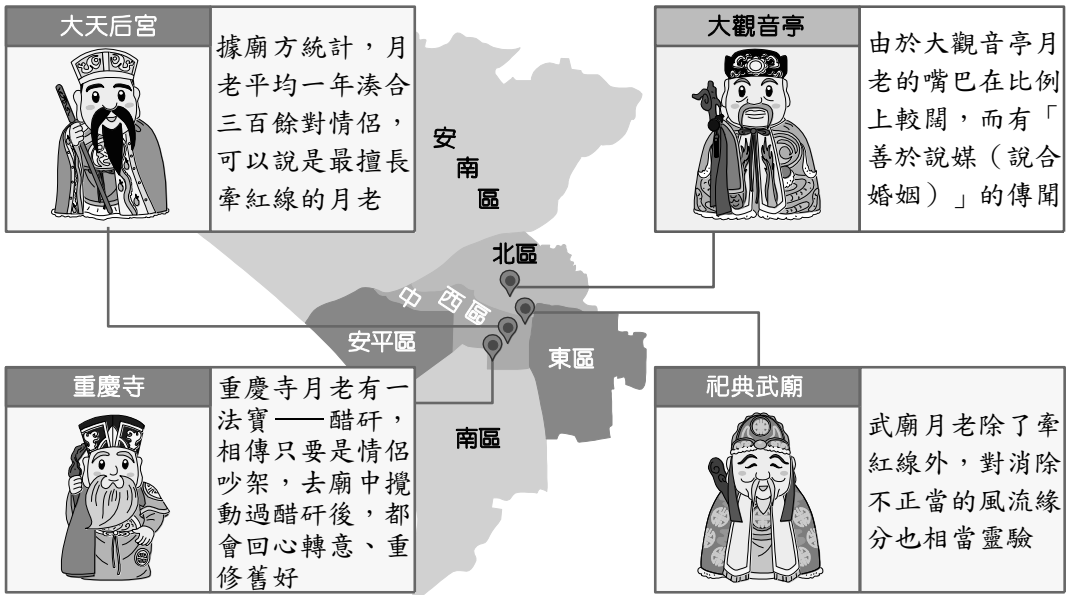 大天后宮
據廟方統計，月
老平均一年湊合
三百餘對情侶，
可以說是最擅長
牽紅線的月老
大觀音亭
由於大觀音亭月
老的嘴巴在比例
上較闊，而有「
善於說媒（說合
婚姻）」的傳聞
安南區
北區
中西區
安平區
東區
南區
重慶寺
重慶寺月老有一
法寶——醋矸，
相傳只要是情侶
吵架，去廟中攪
動過醋矸後，都
會回心轉意、重
修舊好
祀典武廟
武廟月老除了牽
紅線外，對消除
不正當的風流緣
分也相當靈驗